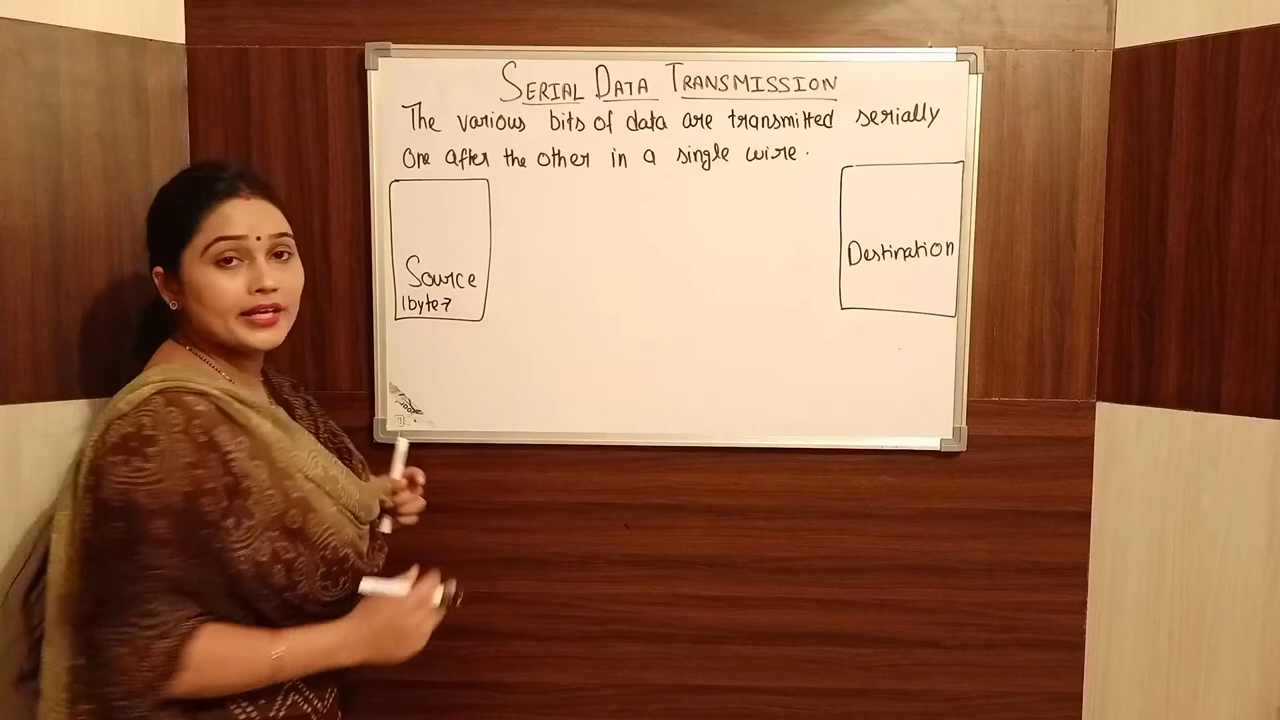 SERIAL DATA TRANSMISSION
The various bits of data are transmitted serially
One after the other in a single wire.
Source
1byte→
Destination